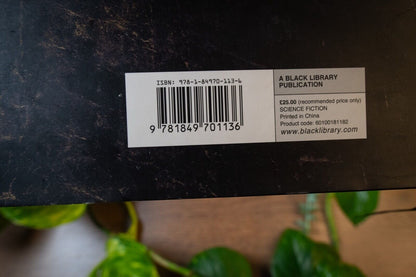 ISBN: 978-1-84970-113-6
9 781849 701136
A BLACK LIBRARY
PUBLICATION
£25.00 (recommended price only)
SCIENCE FICTION
Printed in China
Product code: 60100181182
www.blacklibrary.com